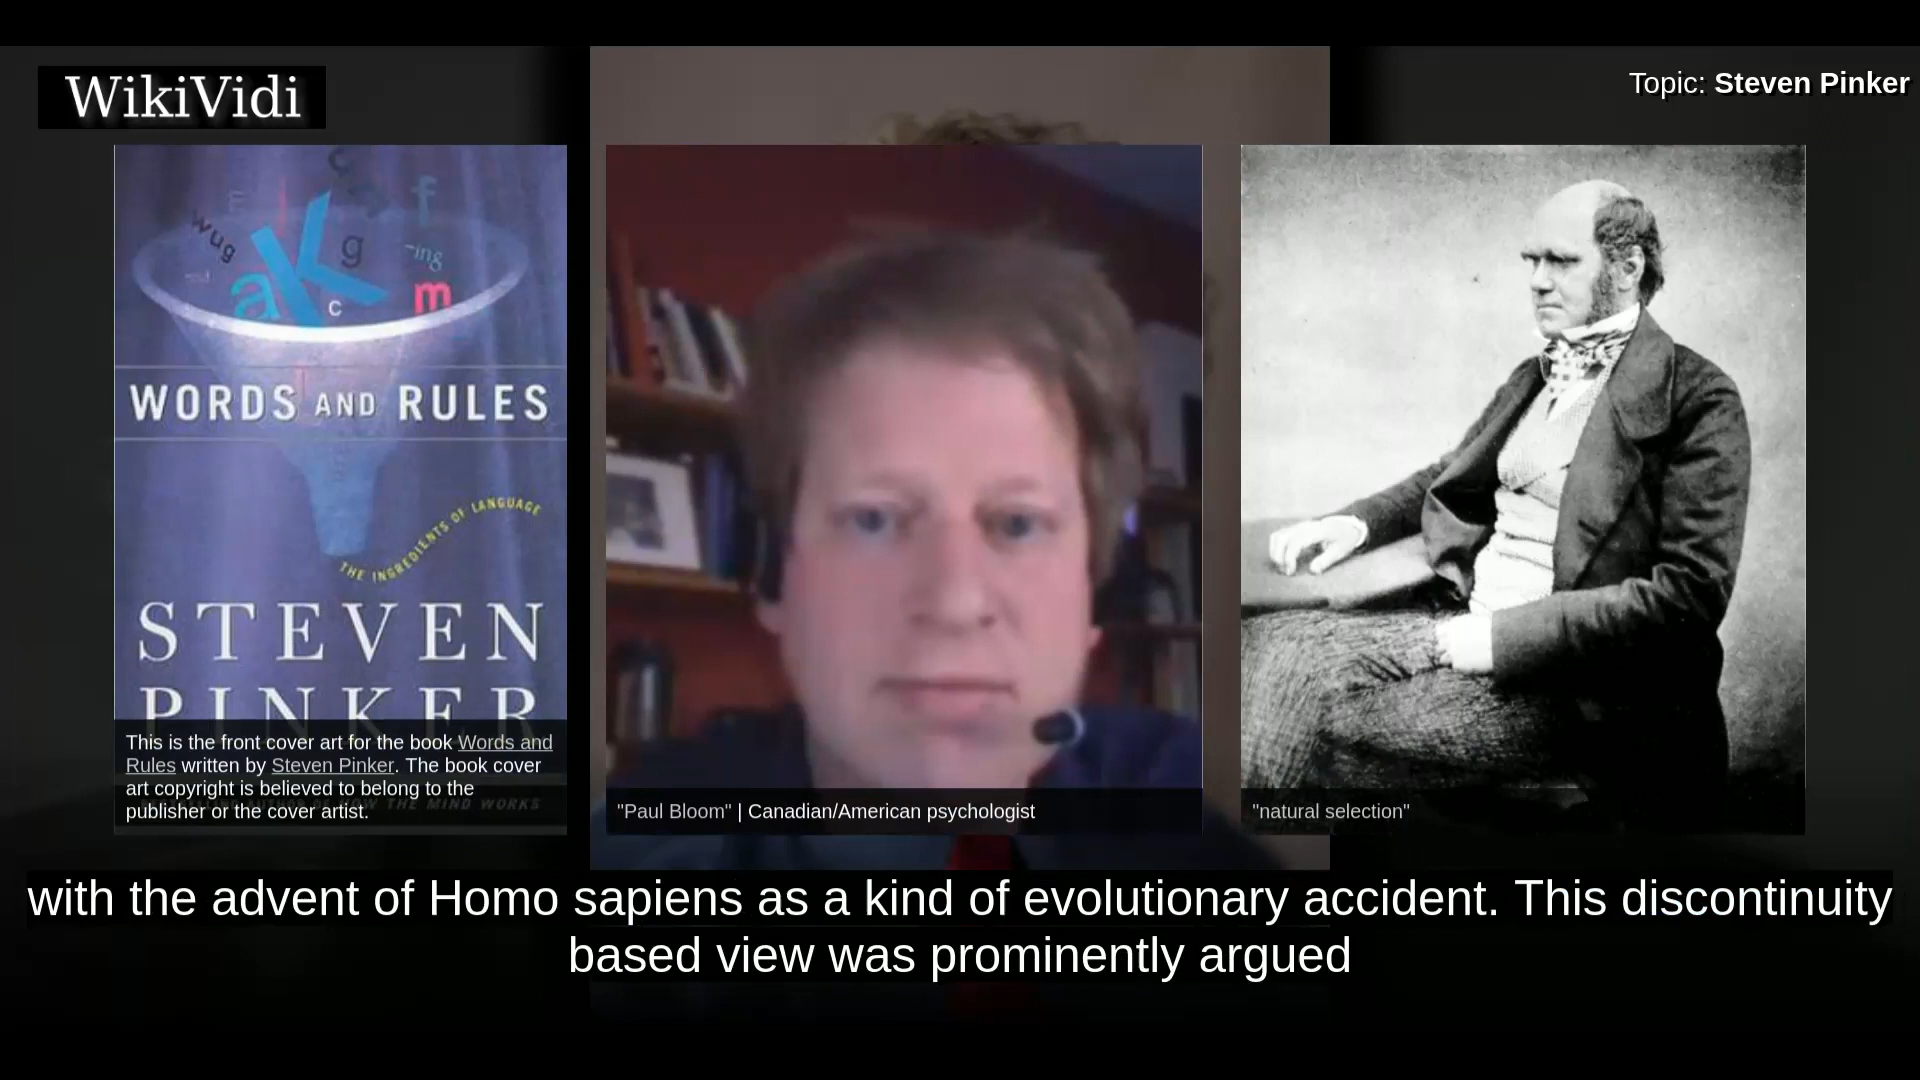 WikiVidi
Topic: Steven Pinker
wug
f
K
g
-ing
a
c
m
WORDS AND RULES
THE INGREDIENTS OF LANGUAGE
STEVEN
PINKER
This is the front cover art for the book Words and
Rules written by Steven Pinker. The book cover
art copyright is believed to belong to the
publisher or the cover artist.
"Paul Bloom" | Canadian/American psychologist
"natural selection"
with the advent of Homo sapiens as a kind of evolutionary accident. This discontinuity
based view was prominently argued